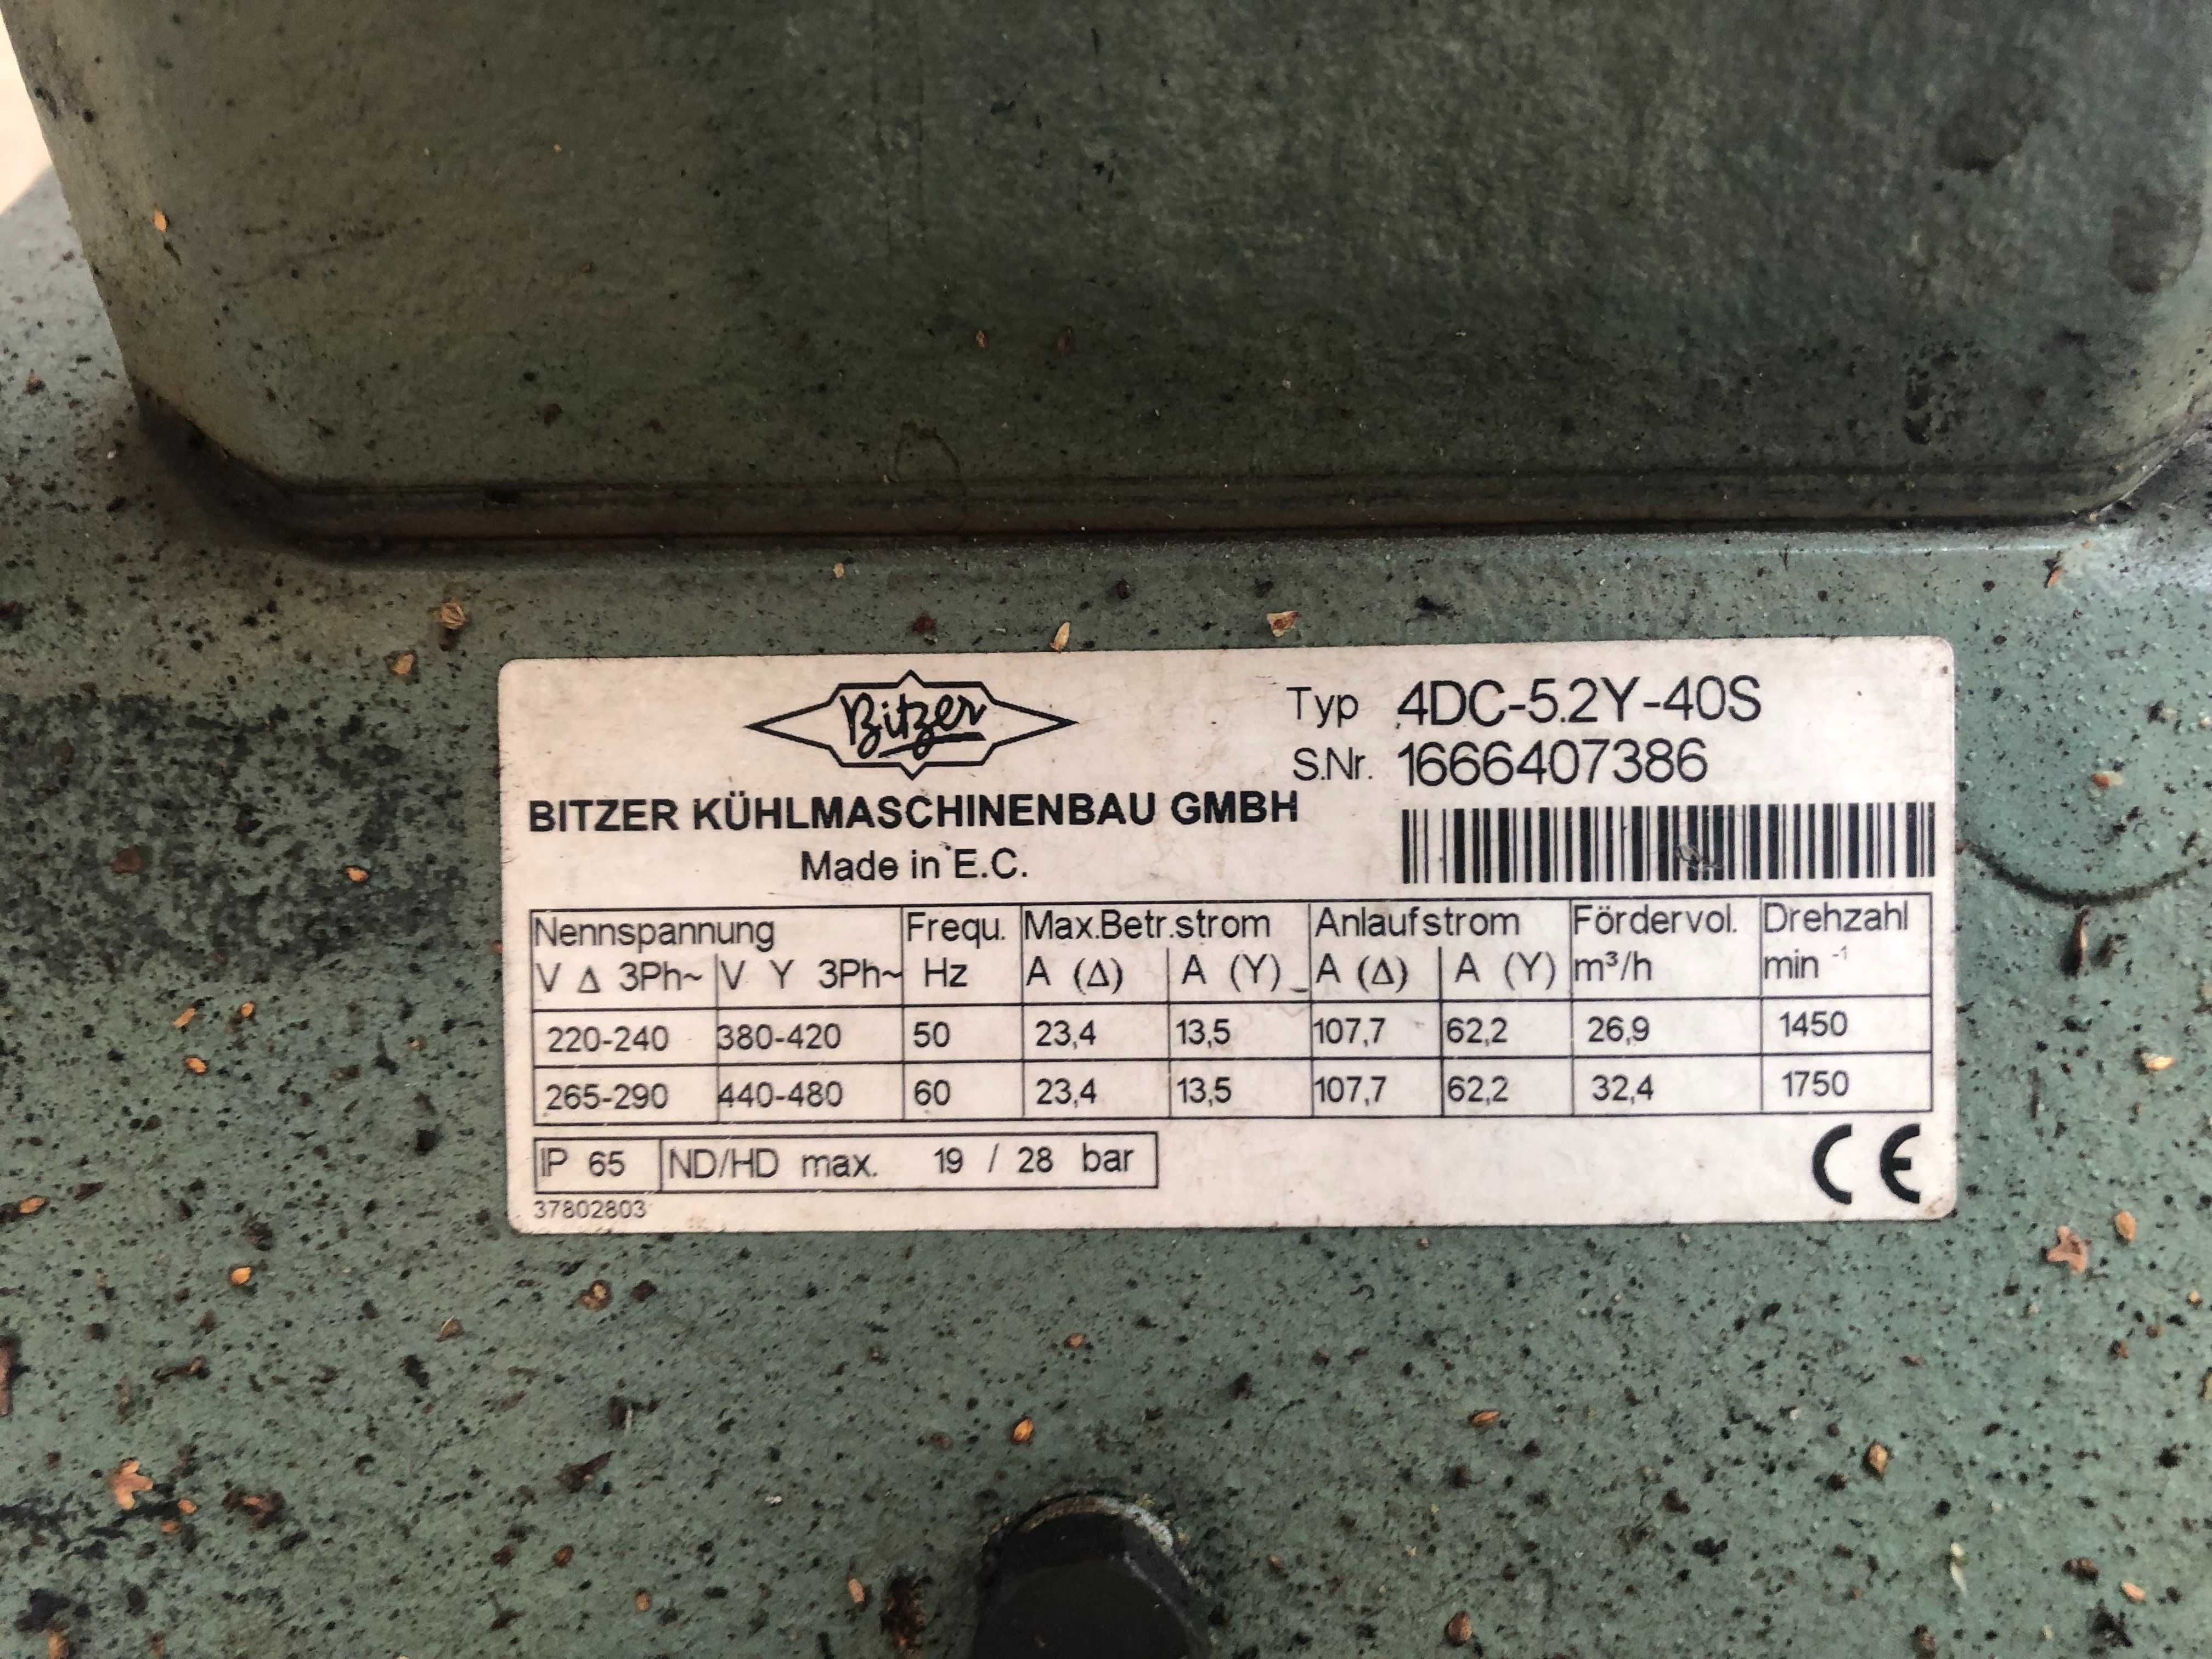 Bitzer
Typ 4DC-5.2Y-40S
S.Nr. 1666407386
BITZER KÜHLMASCHINENBAU GMBH
Made in E.C.
Nennspannung Frequ. Max.Betr.strom Anlaufstrom Fördervol. Drehzahl
V Δ 3Ph~ V Y 3Ph~ Hz A (Δ) A (Y) A (Δ) A (Y) m³/h min -1
220-240 380-420 50 23,4 13,5 107,7 62,2 26,9 1450
265-290 440-480 60 23,4 13,5 107,7 62,2 32,4 1750
IP 65 ND/HD max. 19 / 28 bar
CE
37802803